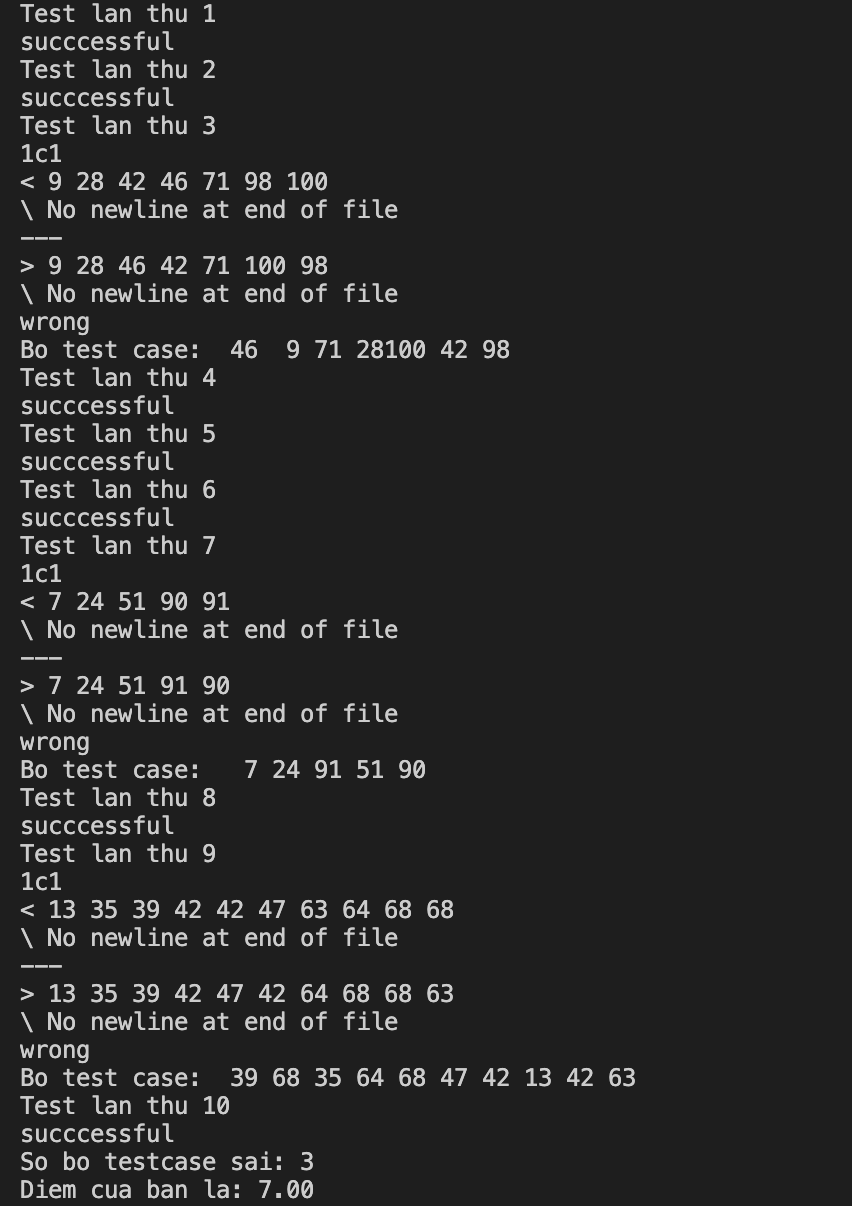 Test lan thu 1
succcessful
Test lan thu 2
succcessful
Test lan thu 3
1c1
< 9 28 42 46 71 98 100
\ No newline at end of file
---
> 9 28 46 42 71 100 98
\ No newline at end of file
wrong
Bo test case:  46  9 71 28100 42 98
Test lan thu 4
succcessful
Test lan thu 5
succcessful
Test lan thu 6
succcessful
Test lan thu 7
1c1
< 7 24 51 90 91
\ No newline at end of file
---
> 7 24 51 91 90
\ No newline at end of file
wrong
Bo test case:   7 24 91 51 90
Test lan thu 8
succcessful
Test lan thu 9
1c1
< 13 35 39 42 42 47 63 64 68 68
\ No newline at end of file
---
> 13 35 39 42 47 42 64 68 68 63
\ No newline at end of file
wrong
Bo test case:  39 68 35 64 68 47 42 13 42 63
Test lan thu 10
succcessful
So bo testcase sai: 3
Diem cua ban la: 7.00